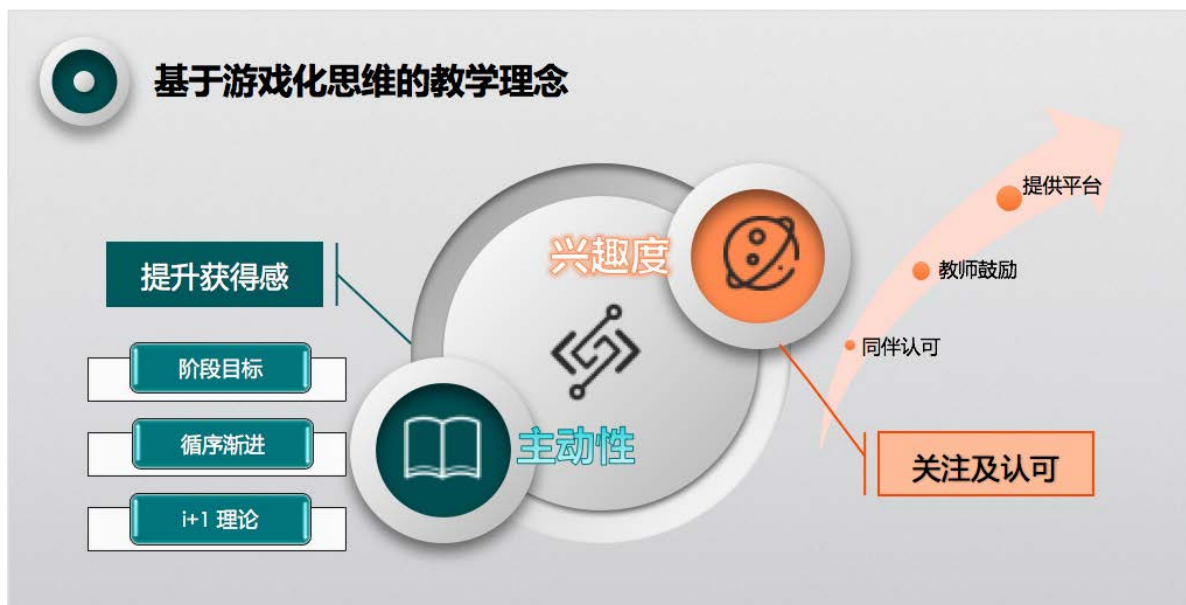 基于游戏化思维的教学理念
提升获得感
阶段目标
循序渐进
i+1 理论
兴趣度
主动性
提供平台
教师鼓励
同伴认可
关注及认可